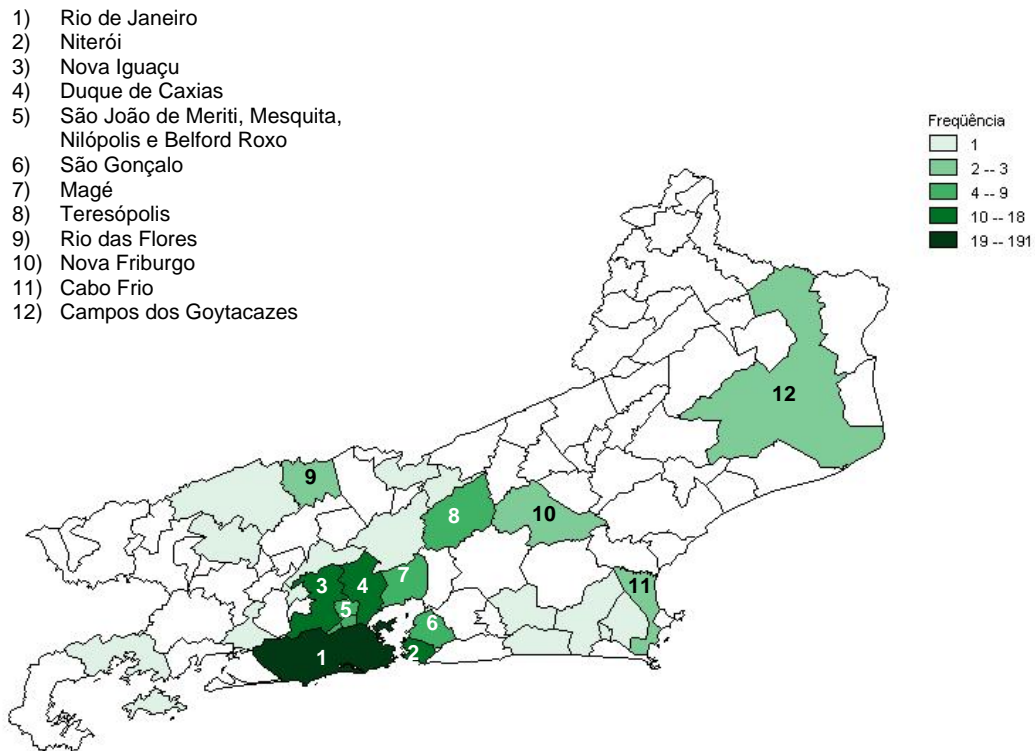 1) Rio de Janeiro
2) Niterói
3) Nova Iguaçu
4) Duque de Caxias
5) São João de Meriti, Mesquita,
Nilópolis e Belford Roxo
6) São Gonçalo
7) Magé
8) Teresópolis
9) Rio das Flores
10) Nova Friburgo
11) Cabo Frio
12) Campos dos Goytacazes
Freqüência
1
2 -- 3
4 -- 9
10 -- 18
19 -- 191
12
9
8
10
3
4
7
11
5
6
2
1